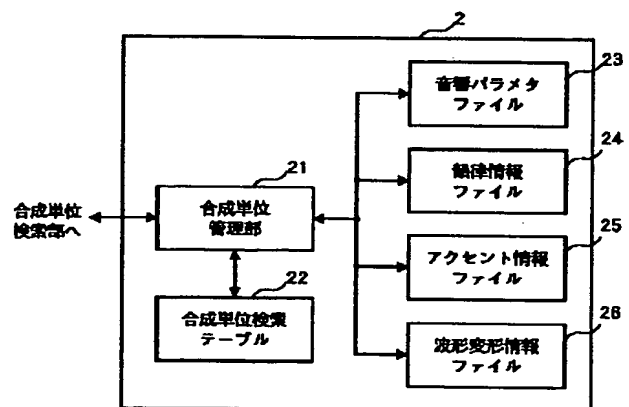 2
23
音響パラメタ
ファイル
24
韻律情報
ファイル
21
合成単位
管理部
合成単位
検索部へ
25
アクセント情報
ファイル
22
合成単位検索
テーブル
26
波形変形情報
ファイル